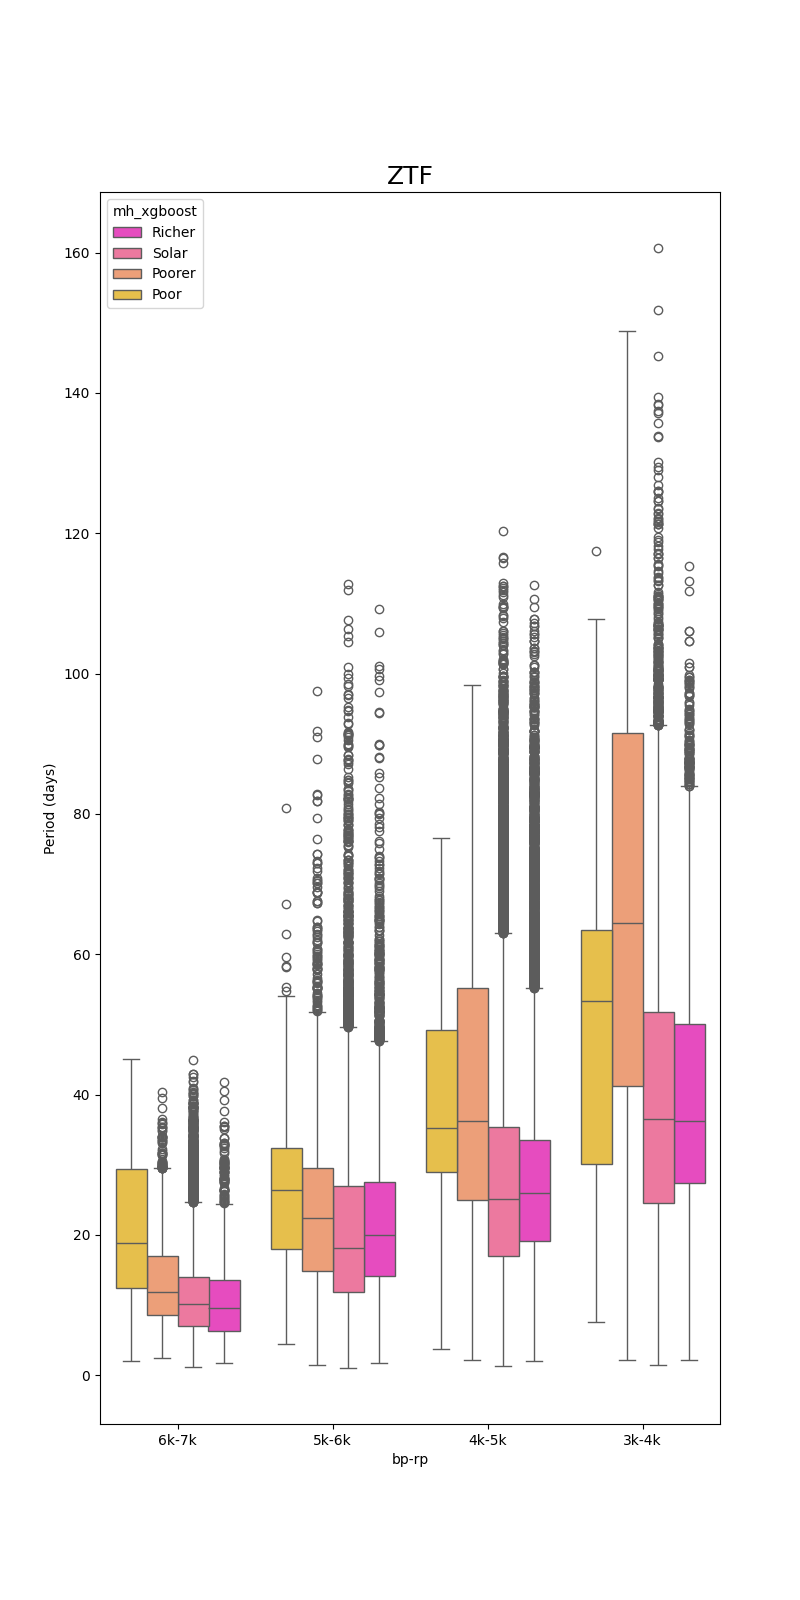 ZTF
mh_xgboost
Richer
Solar
Poorer
Poor
160
140
120
100
80
60
40
20
0
Period (days)
6k-7k 5k-6k 4k-5k 3k-4k
bp-rp